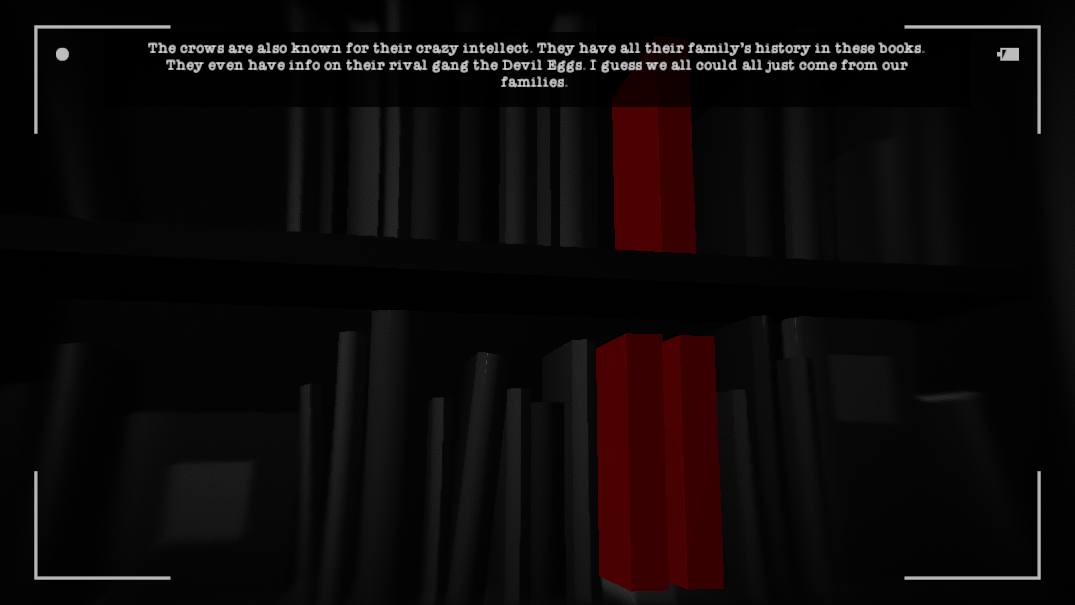 The crows are also known for their crazy intellect. They have all their family's history in these books.
They even have info on their rival gang the Devil Eggs. I guess we all could all just come from our
families.